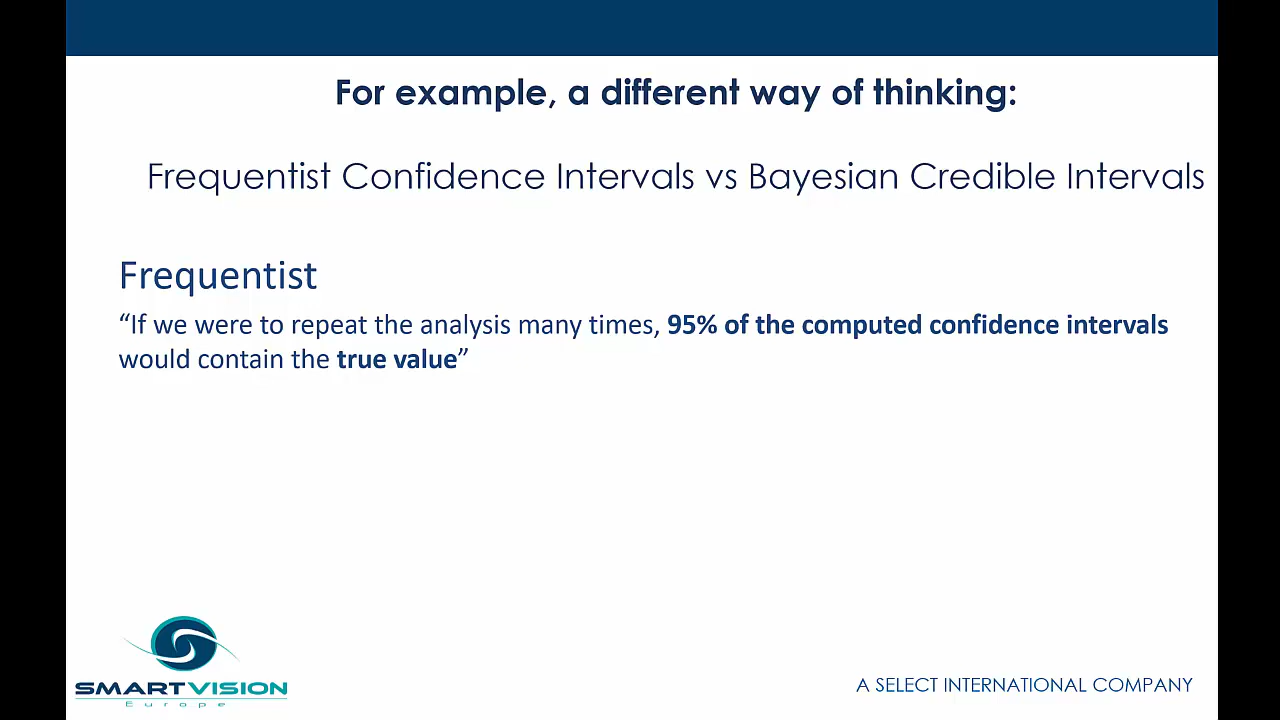 For example, a different way of thinking:
Frequentist Confidence Intervals vs Bayesian Credible Intervals
Frequentist
“If we were to repeat the analysis many times, 95% of the computed confidence intervals
would contain the true value”
SMARTVISION
Europe
A SELECT INTERNATIONAL COMPANY